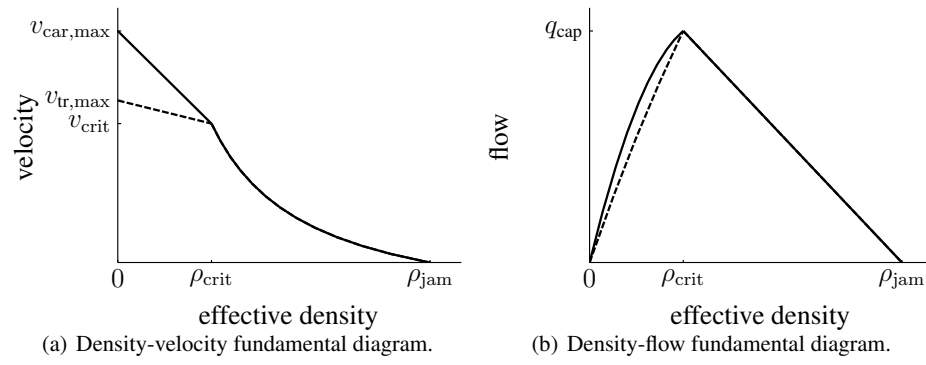 v_car,max
v_tr,max
v_crit
velocity
0
ρ_crit
ρ_jam
effective density
(a) Density-velocity fundamental diagram.
q_cap
flow
0
ρ_crit
ρ_jam
effective density
(b) Density-flow fundamental diagram.